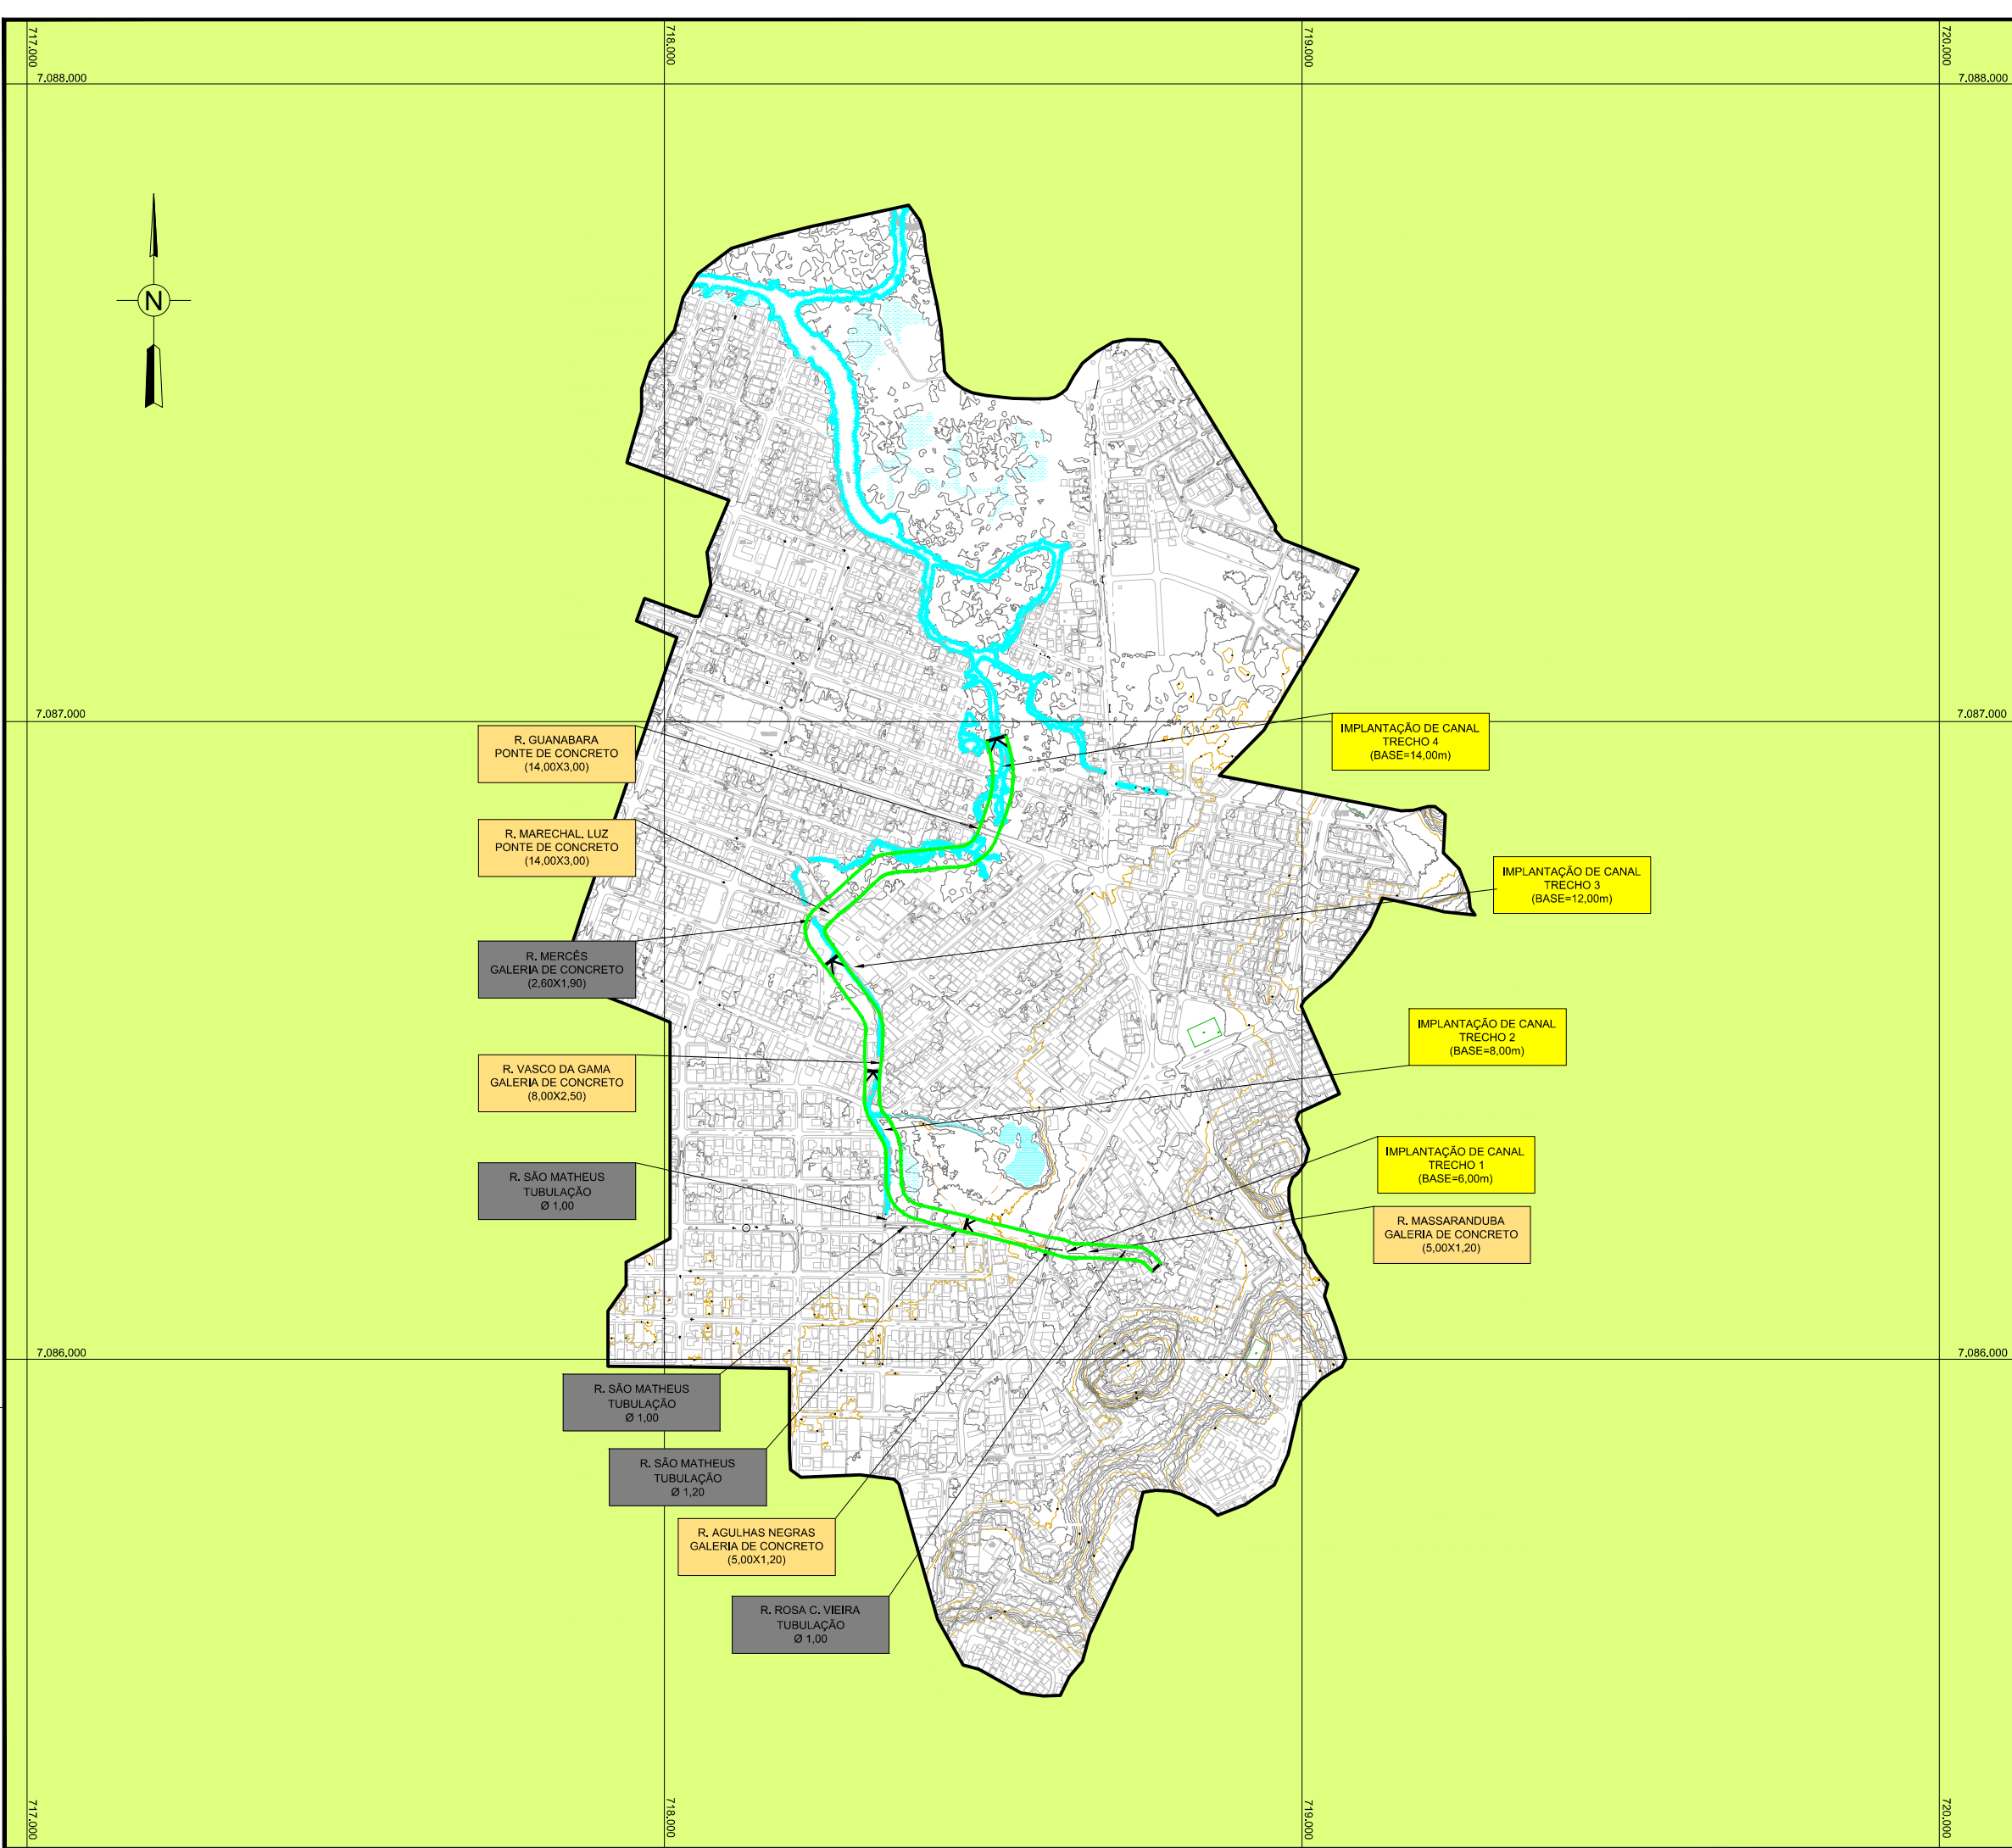 717.000
718.000
719.000
720.000
7.088.000
7.088.000
N
7.087.000
7.087.000
R. GUANABARA
PONTE DE CONCRETO
(14,00X3,00)
IMPLANTAÇÃO DE CANAL
TRECHO 4
(BASE=14,00m)
R. MARECHAL, LUZ
PONTE DE CONCRETO
(14,00X3,00)
IMPLANTAÇÃO DE CANAL
TRECHO 3
(BASE=12,00m)
R. MERCÊS
GALERIA DE CONCRETO
(2,60X1,90)
IMPLANTAÇÃO DE CANAL
TRECHO 2
(BASE=8,00m)
R. VASCO DA GAMA
GALERIA DE CONCRETO
(8,00X2,50)
IMPLANTAÇÃO DE CANAL
TRECHO 1
(BASE=6,00m)
R. SÃO MATHEUS
TUBULAÇÃO
Ø 1,00
R. MASSARANDUBA
GALERIA DE CONCRETO
(5,00X1,20)
7.086.000
7.086.000
R. SÃO MATHEUS
TUBULAÇÃO
Ø 1,00
R. SÃO MATHEUS
TUBULAÇÃO
Ø 1,20
R. AGULHAS NEGRAS
GALERIA DE CONCRETO
(5,00X1,20)
R. ROSA C. VIEIRA
TUBULAÇÃO
Ø 1,00
717.000
718.000
719.000
720.000